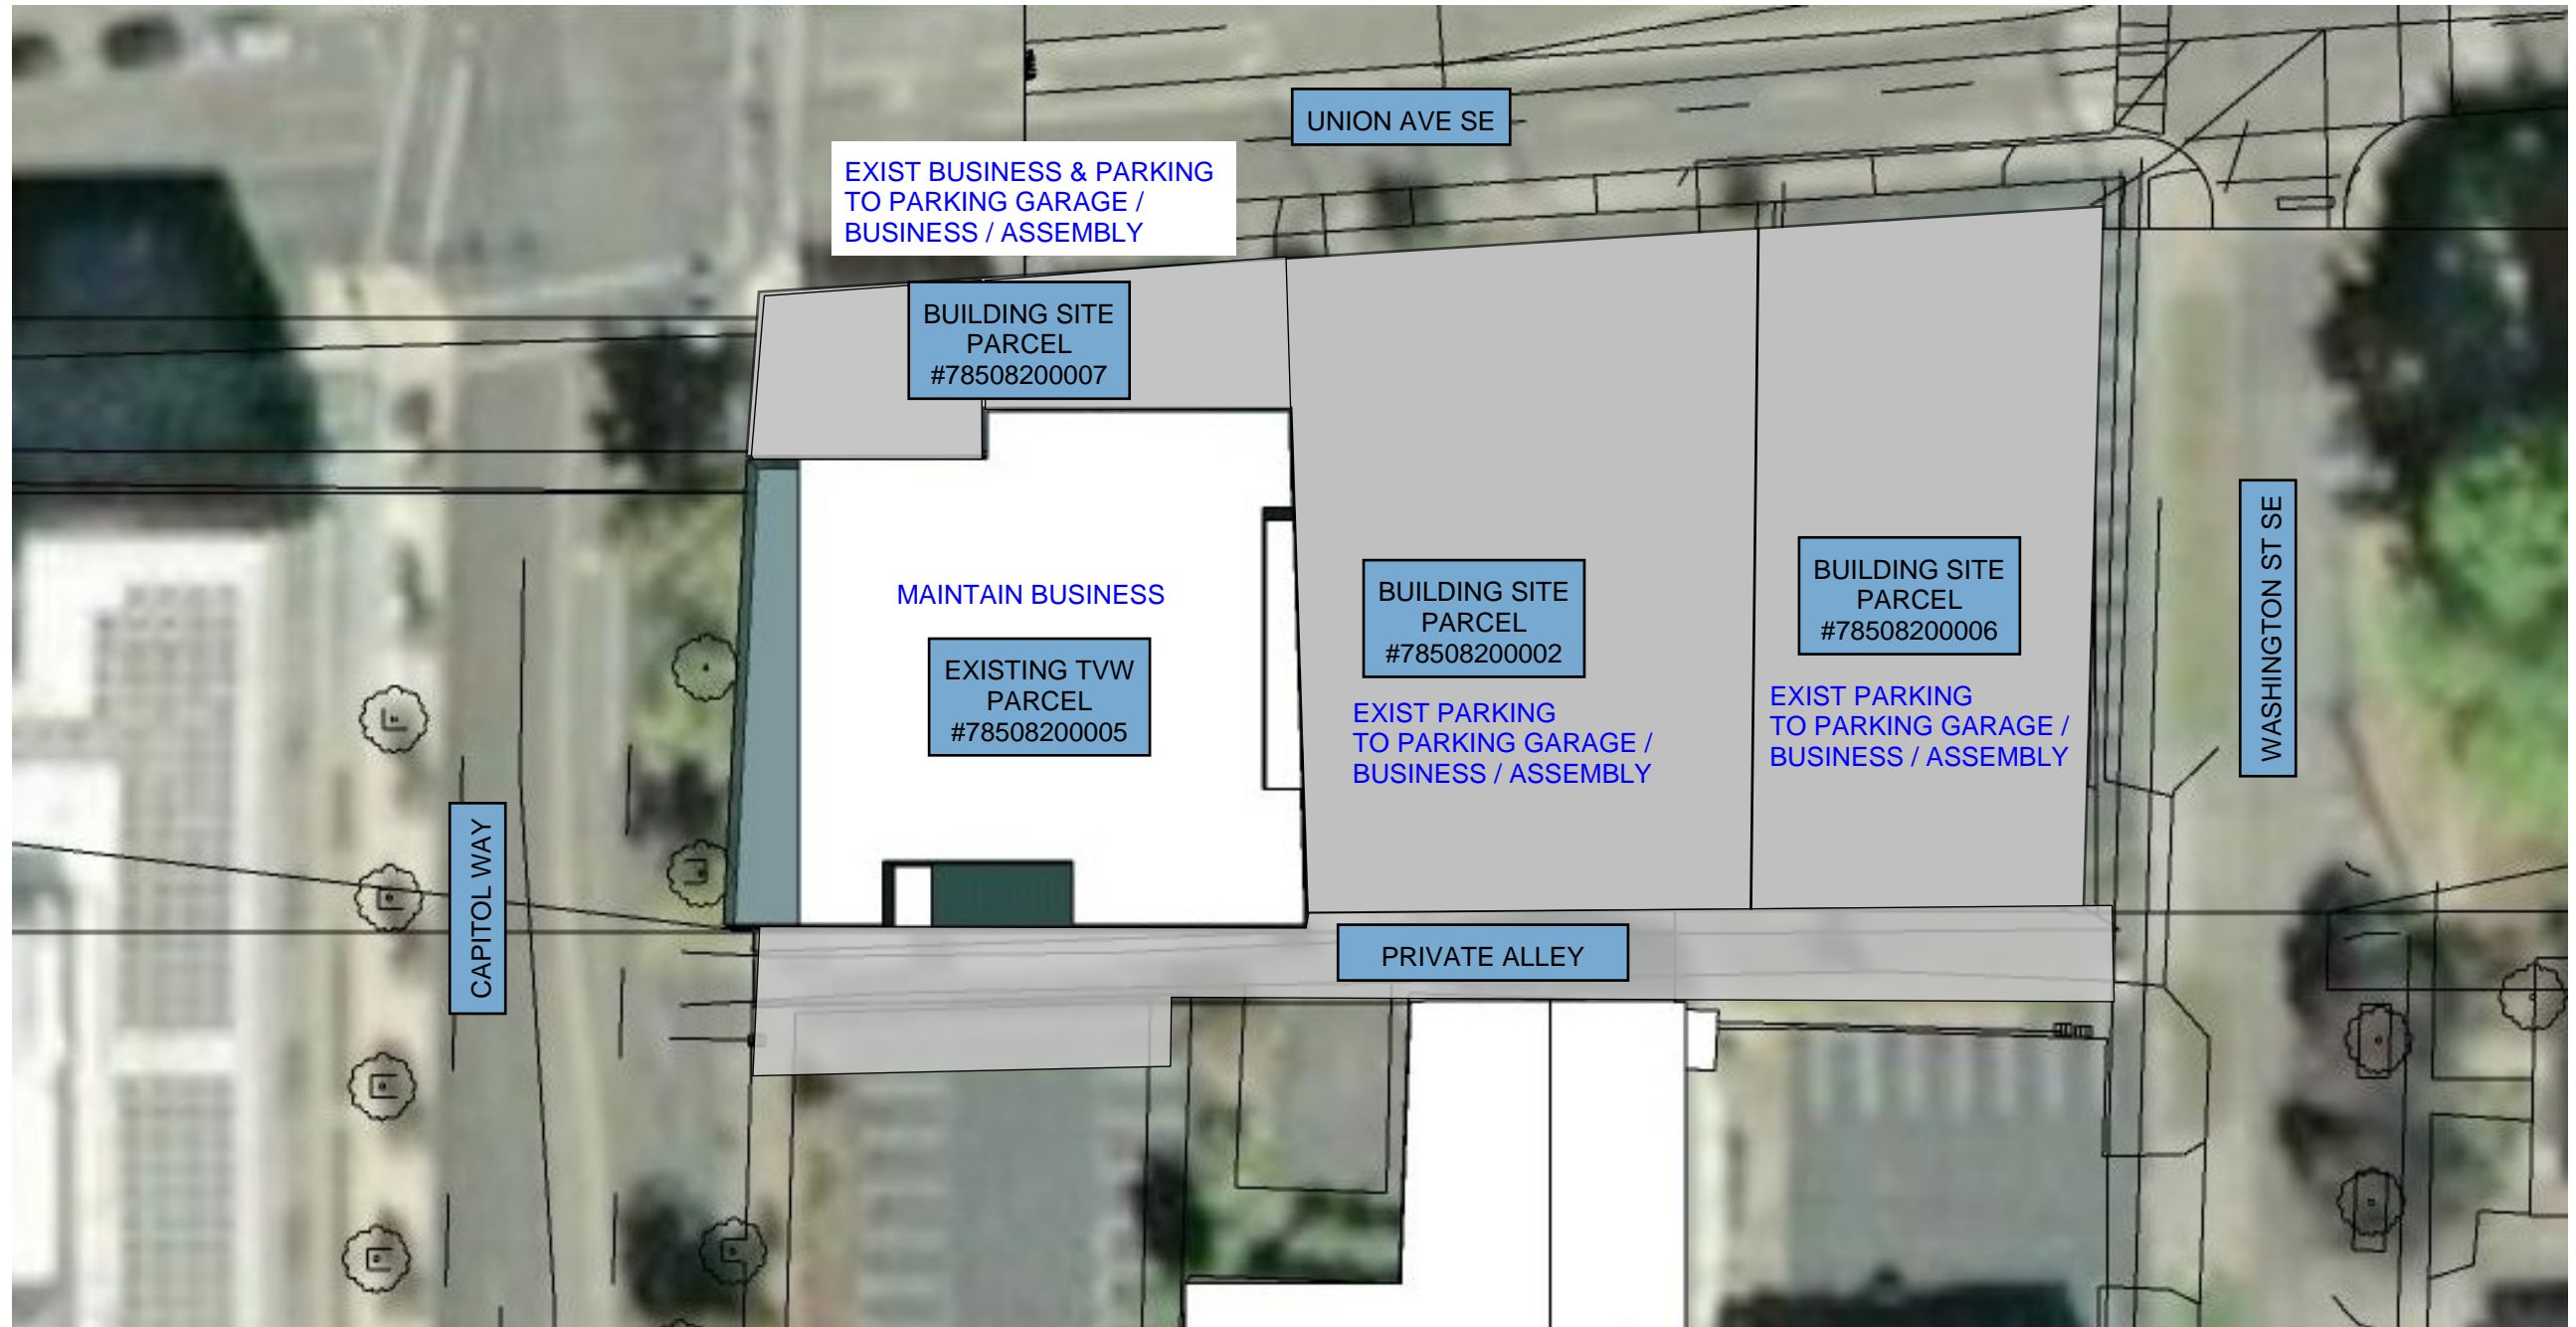 UNION AVE SE
EXIST BUSINESS & PARKING
TO PARKING GARAGE /
BUSINESS / ASSEMBLY
BUILDING SITE
PARCEL
#78508200007
MAINTAIN BUSINESS
EXISTING TVW
PARCEL
#78508200005
BUILDING SITE
PARCEL
#78508200002
EXIST PARKING
TO PARKING GARAGE /
BUSINESS / ASSEMBLY
BUILDING SITE
PARCEL
#78508200006
EXIST PARKING
TO PARKING GARAGE /
BUSINESS / ASSEMBLY
WASHINGTON ST SE
CAPITOL WAY
PRIVATE ALLEY